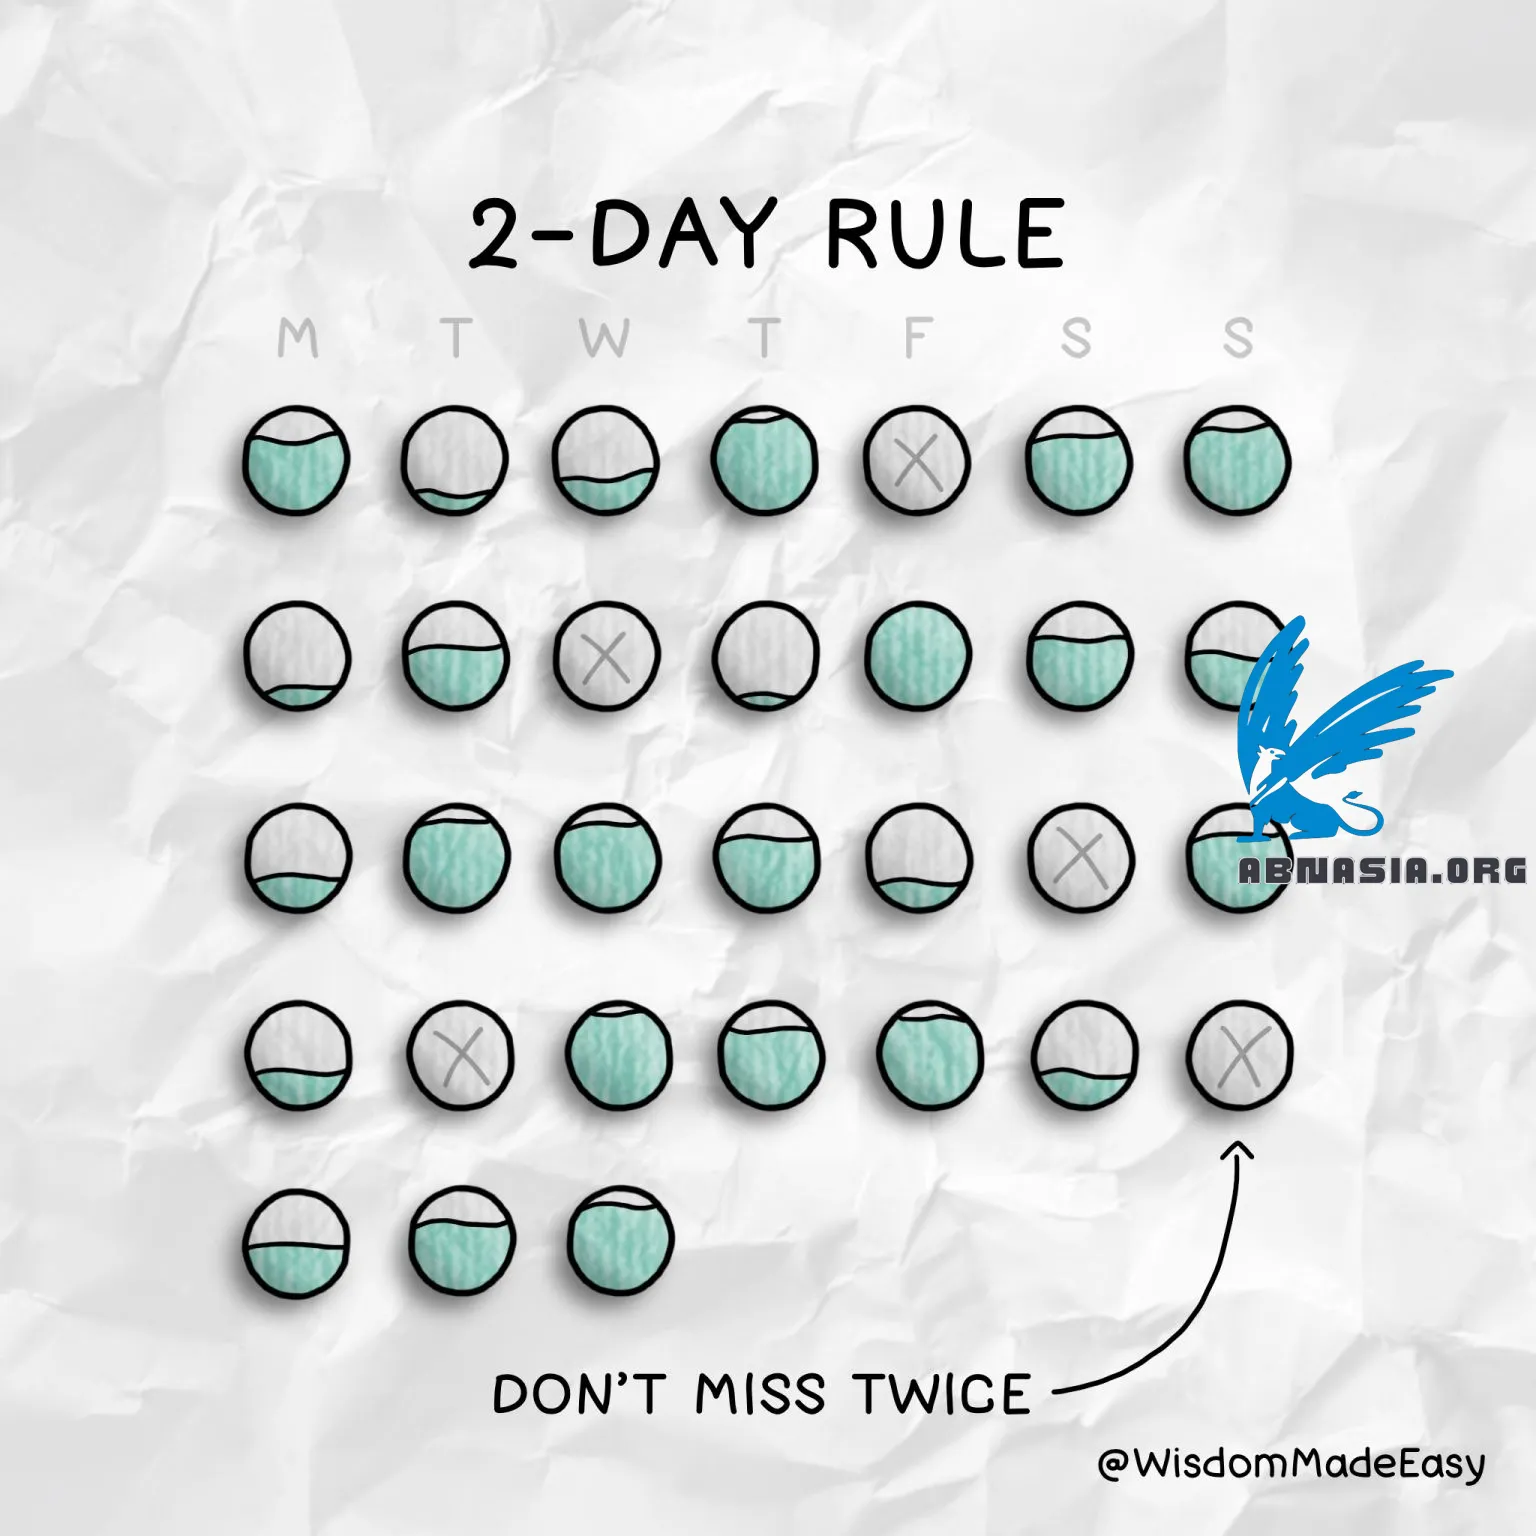 2-DAY RULE
M T W T F S S
ABNASIA.ORG
DON'T MISS TWICE
@WisdomMadeEasy